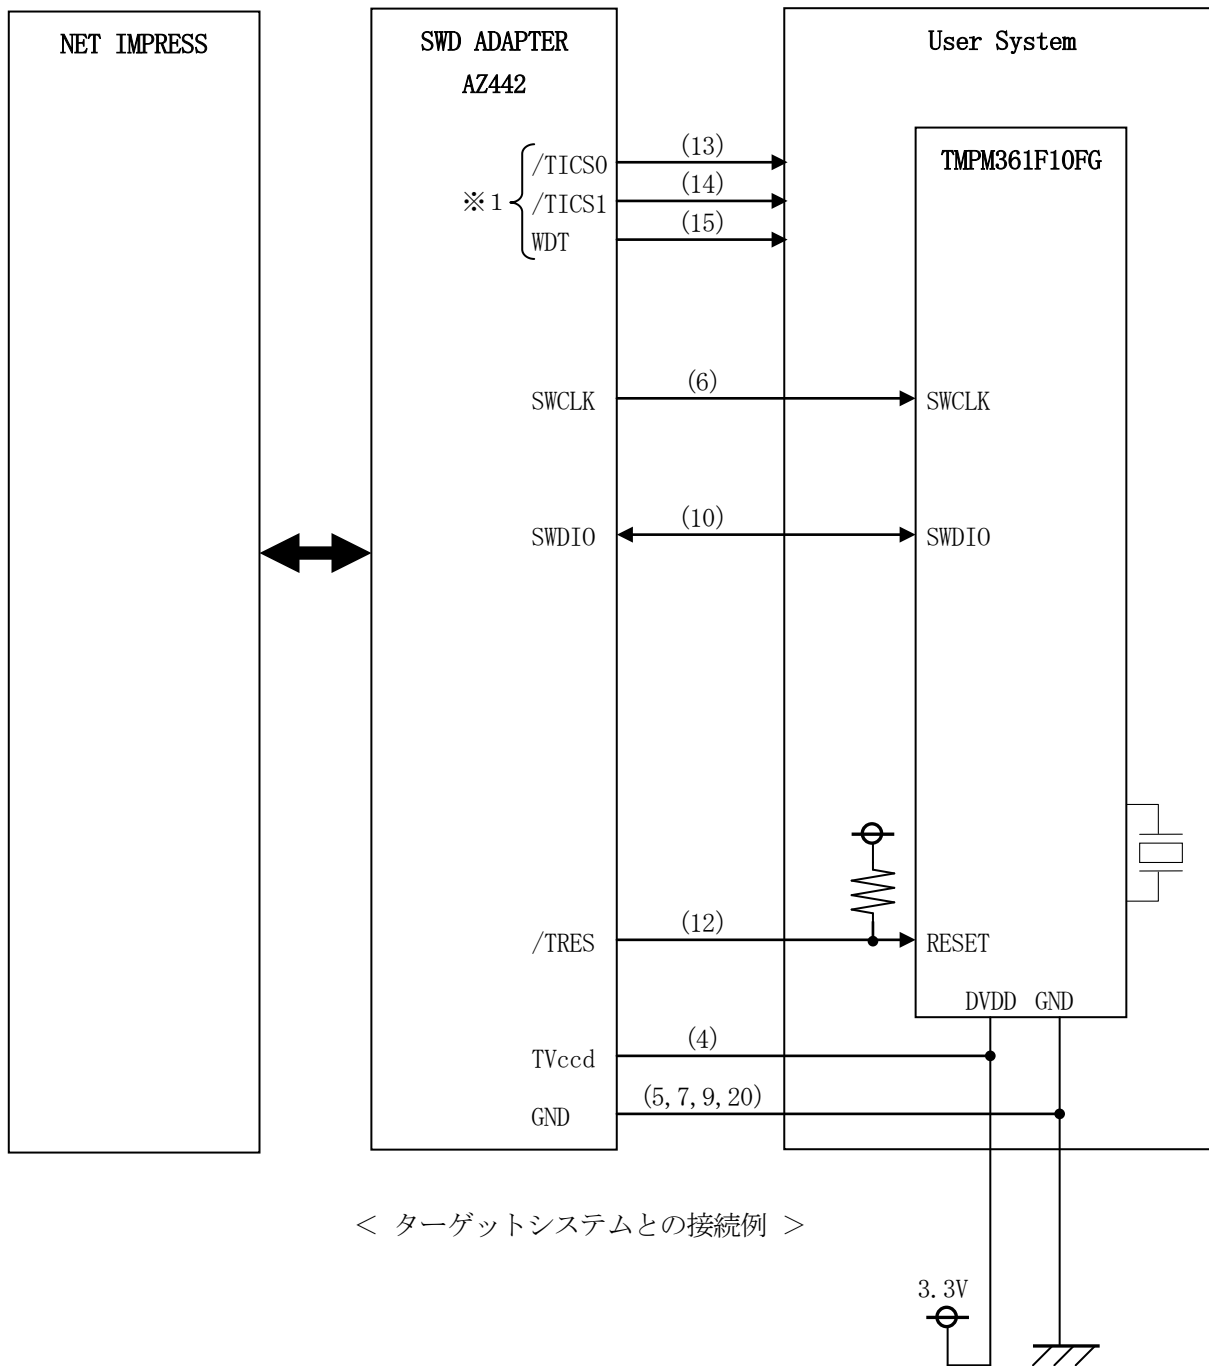 NET IMPRESS
SWD ADAPTER
AZ442
User System
TMPM361F10FG
※1
/TICS0
(13)
/TICS1
(14)
WDT
(15)
SWCLK
(6)
SWCLK
SWDIO
(10)
SWDIO
/TRES
(12)
RESET
DVDD GND
TVccd
(4)
GND
(5,7,9,20)
＜ ターゲットシステムとの接続例 ＞
3.3V